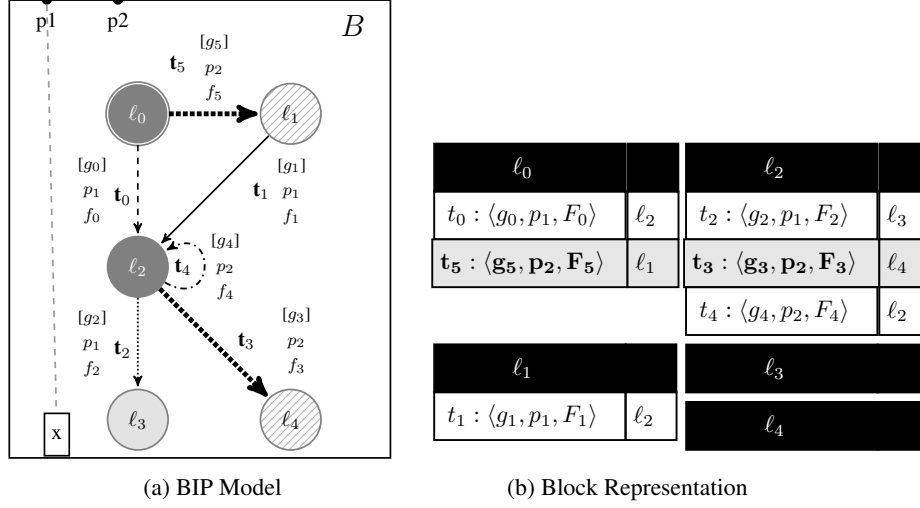 p1 p2 B
[g₅]
t₅ p₂
f₅
ℓ₀ ℓ₁
[g₀] [g₁]
p₁ t₀ t₁ p₁
f₀ f₁
ℓ₂ t₄ [g₄]
p₂
f₄
[g₂] [g₃]
p₁ t₂ t₃ p₂
f₂ f₃
x ℓ₃ ℓ₄
(a) BIP Model
ℓ₀
t₀ : ⟨g₀, p₁, F₀⟩ ℓ₂
t₅ : ⟨g₅, p₂, F₅⟩ ℓ₁
ℓ₂
t₂ : ⟨g₂, p₁, F₂⟩ ℓ₃
t₃ : ⟨g₃, p₂, F₃⟩ ℓ₄
t₄ : ⟨g₄, p₂, F₄⟩ ℓ₂
ℓ₁
t₁ : ⟨g₁, p₁, F₁⟩ ℓ₂
ℓ₃
ℓ₄
(b) Block Representation